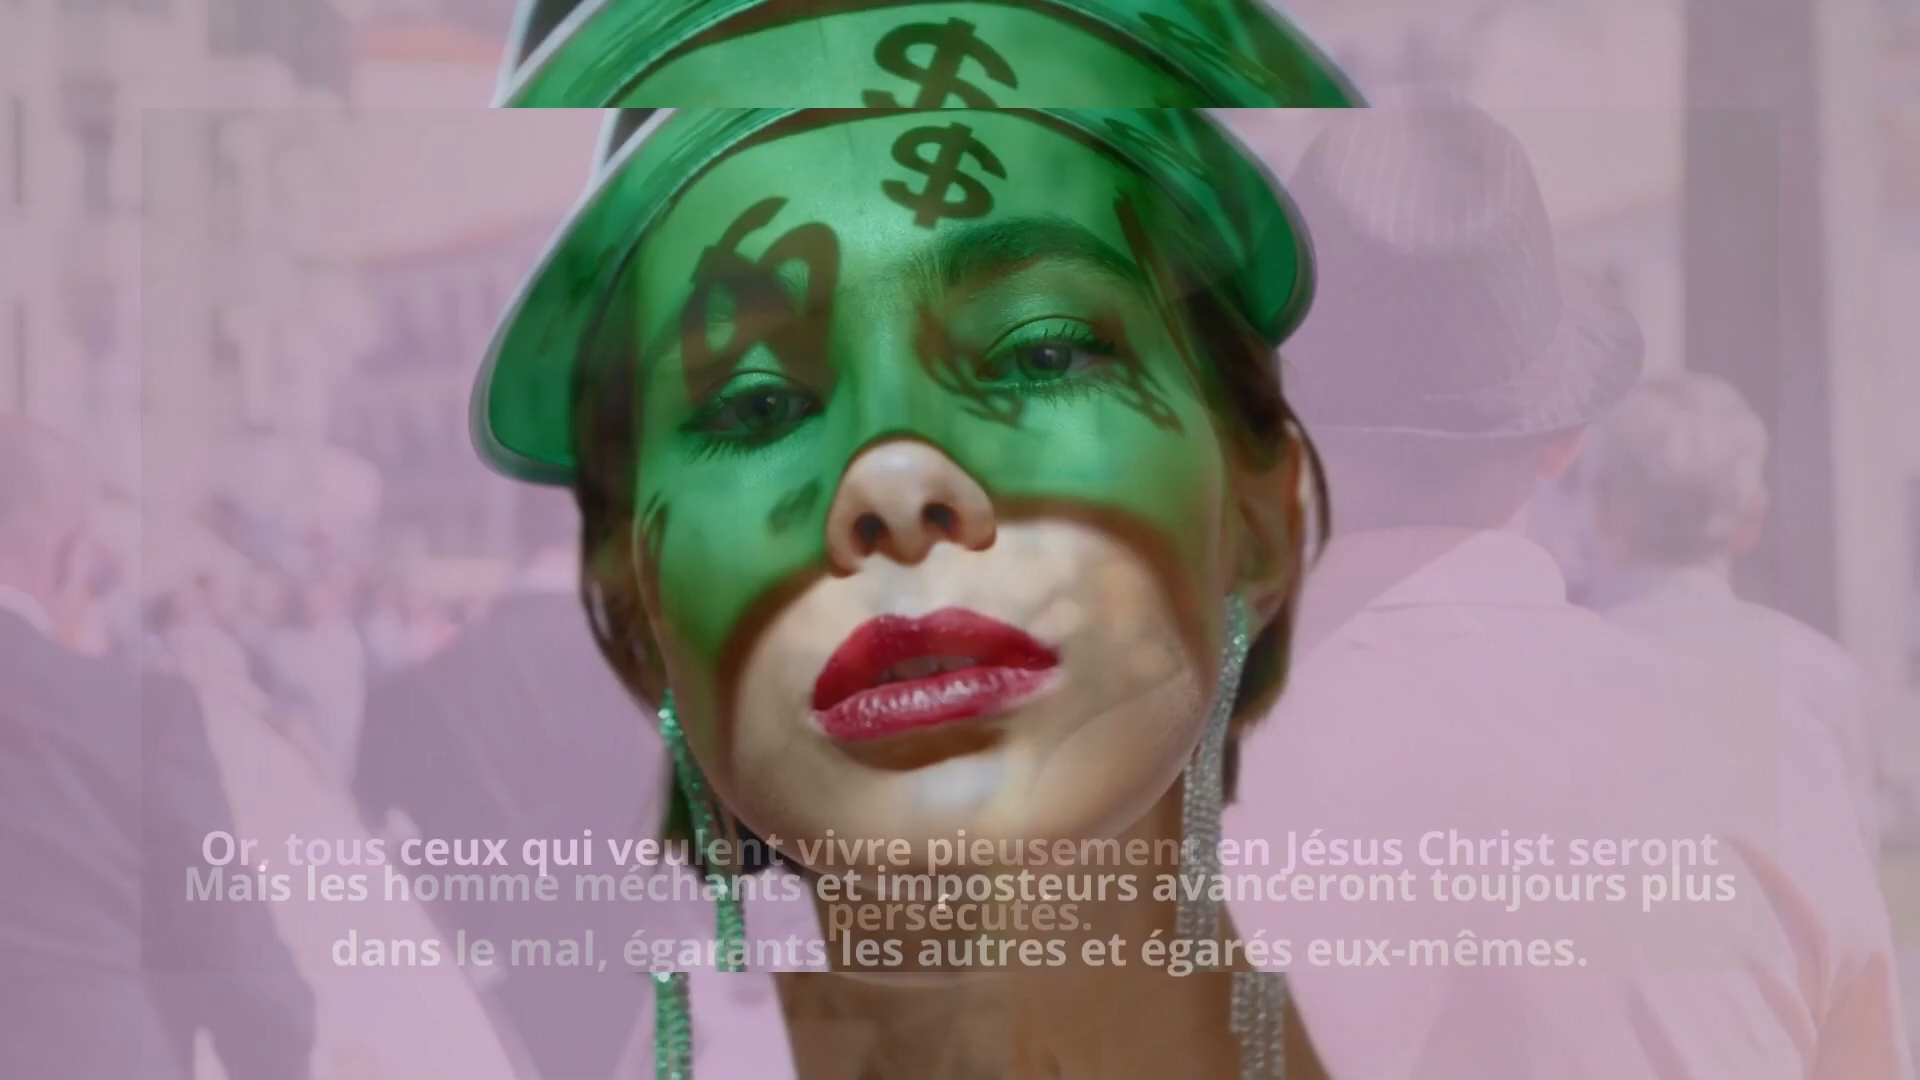 $
$
Or, tous ceux qui veulent vivre pieusement en Jésus Christ seront
persécutés.
Mais les homme méchants et imposteurs avanceront toujours plus
dans le mal, égarants les autres et égarés eux-mêmes.